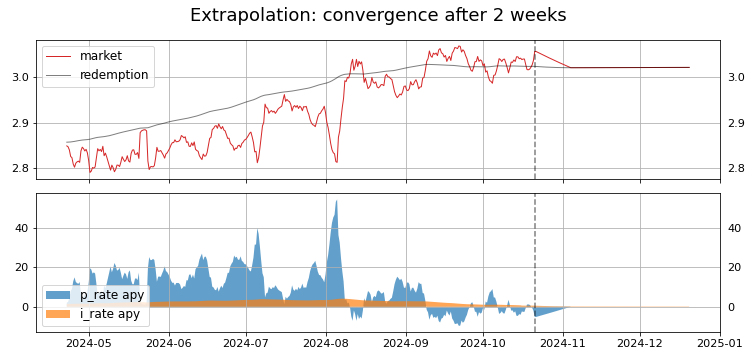 Extrapolation: convergence after 2 weeks
market
redemption
3.0 3.0
2.9 2.9
2.8 2.8
40 40
20 20
0 0
p_rate apy
i_rate apy
2024-05 2024-06 2024-07 2024-08 2024-09 2024-10 2024-11 2024-12 2025-01